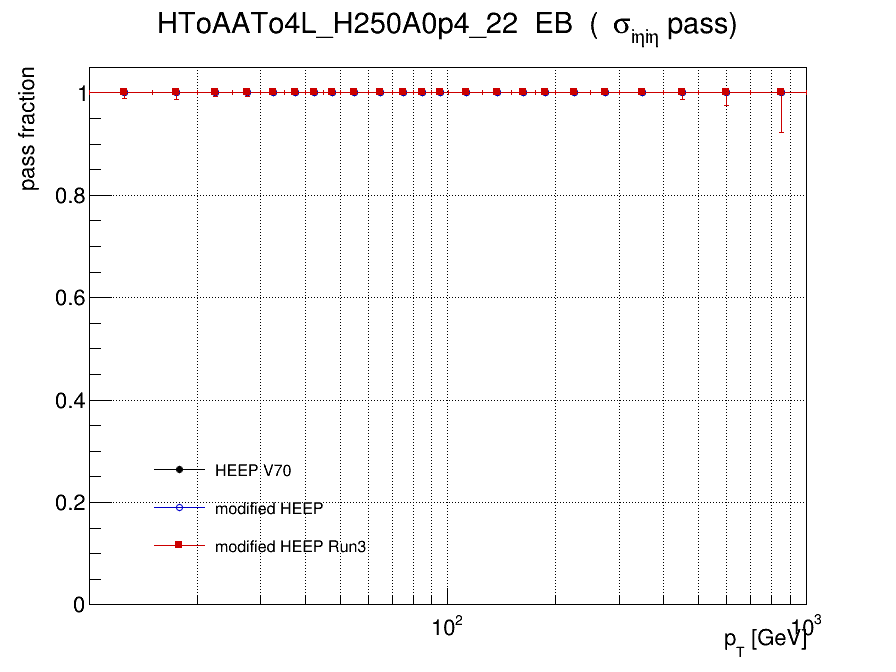 HToAATo4L_H250A0p4_22 EB ( σiηiη pass)
pass fraction
1
0.8
0.6
0.4
0.2
0
HEEP V70
modified HEEP
modified HEEP Run3
10²
10³
pT [GeV]